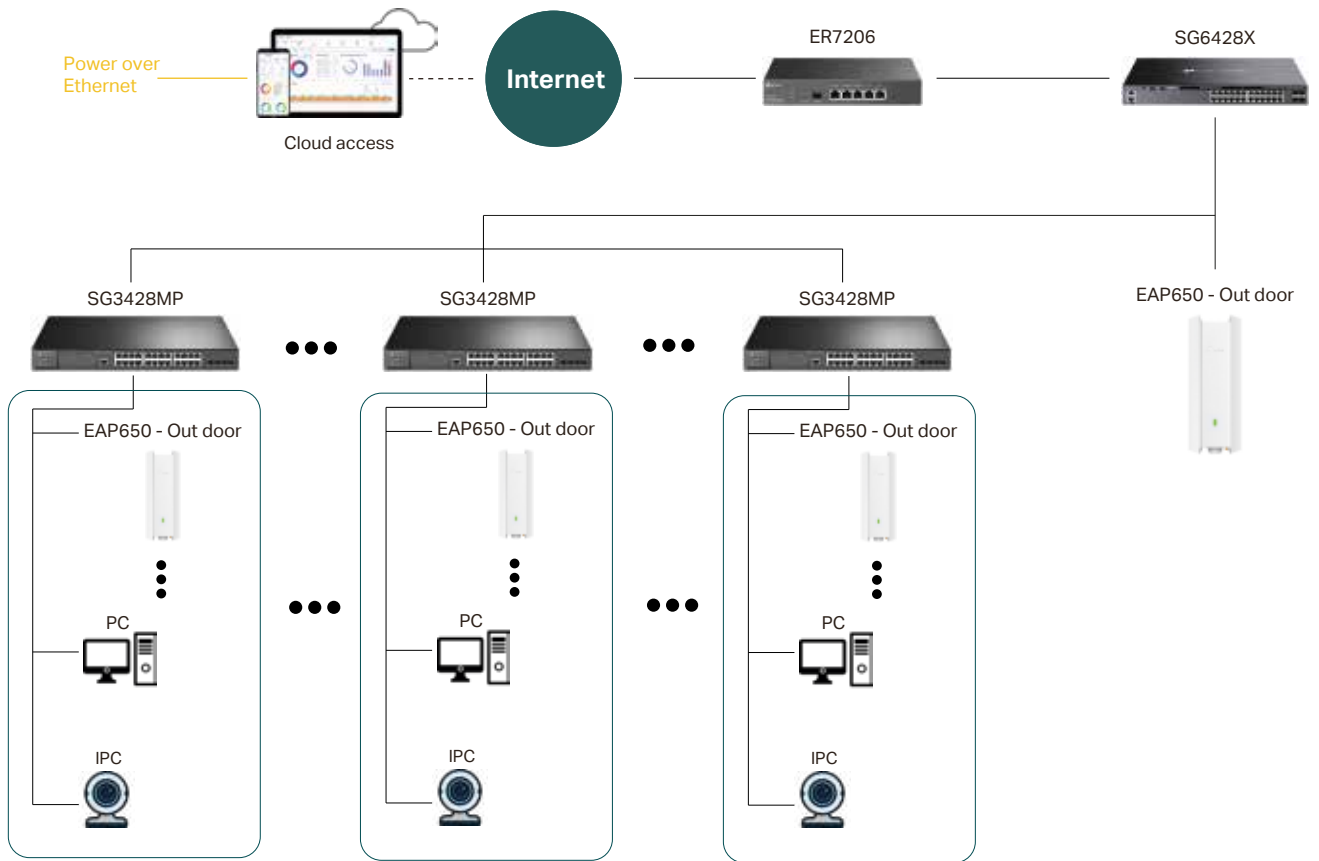 ER7206
SG6428X
Power over
Ethernet
Internet
Cloud access
SG3428MP
SG3428MP
SG3428MP
EAP650 - Out door
EAP650 - Out door
EAP650 - Out door
EAP650 - Out door
PC
PC
PC
IPC
IPC
IPC